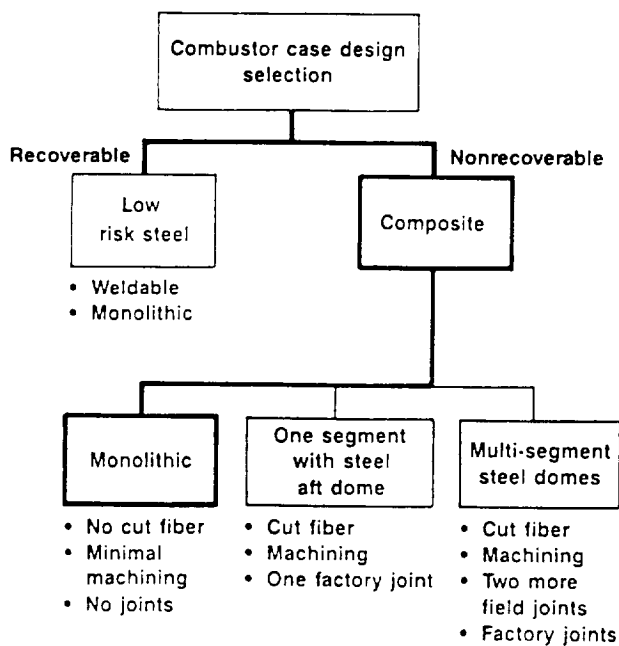 Combustor case design
selection
Recoverable
Nonrecoverable
Low
risk steel
Composite
• Weldable
• Monolithic
Monolithic
One segment
with steel
aft dome
Multi-segment
steel domes
• No cut fiber
• Minimal
machining
• No joints
• Cut fiber
• Machining
• One factory joint
• Cut fiber
• Machining
• Two more
field joints
• Factory joints